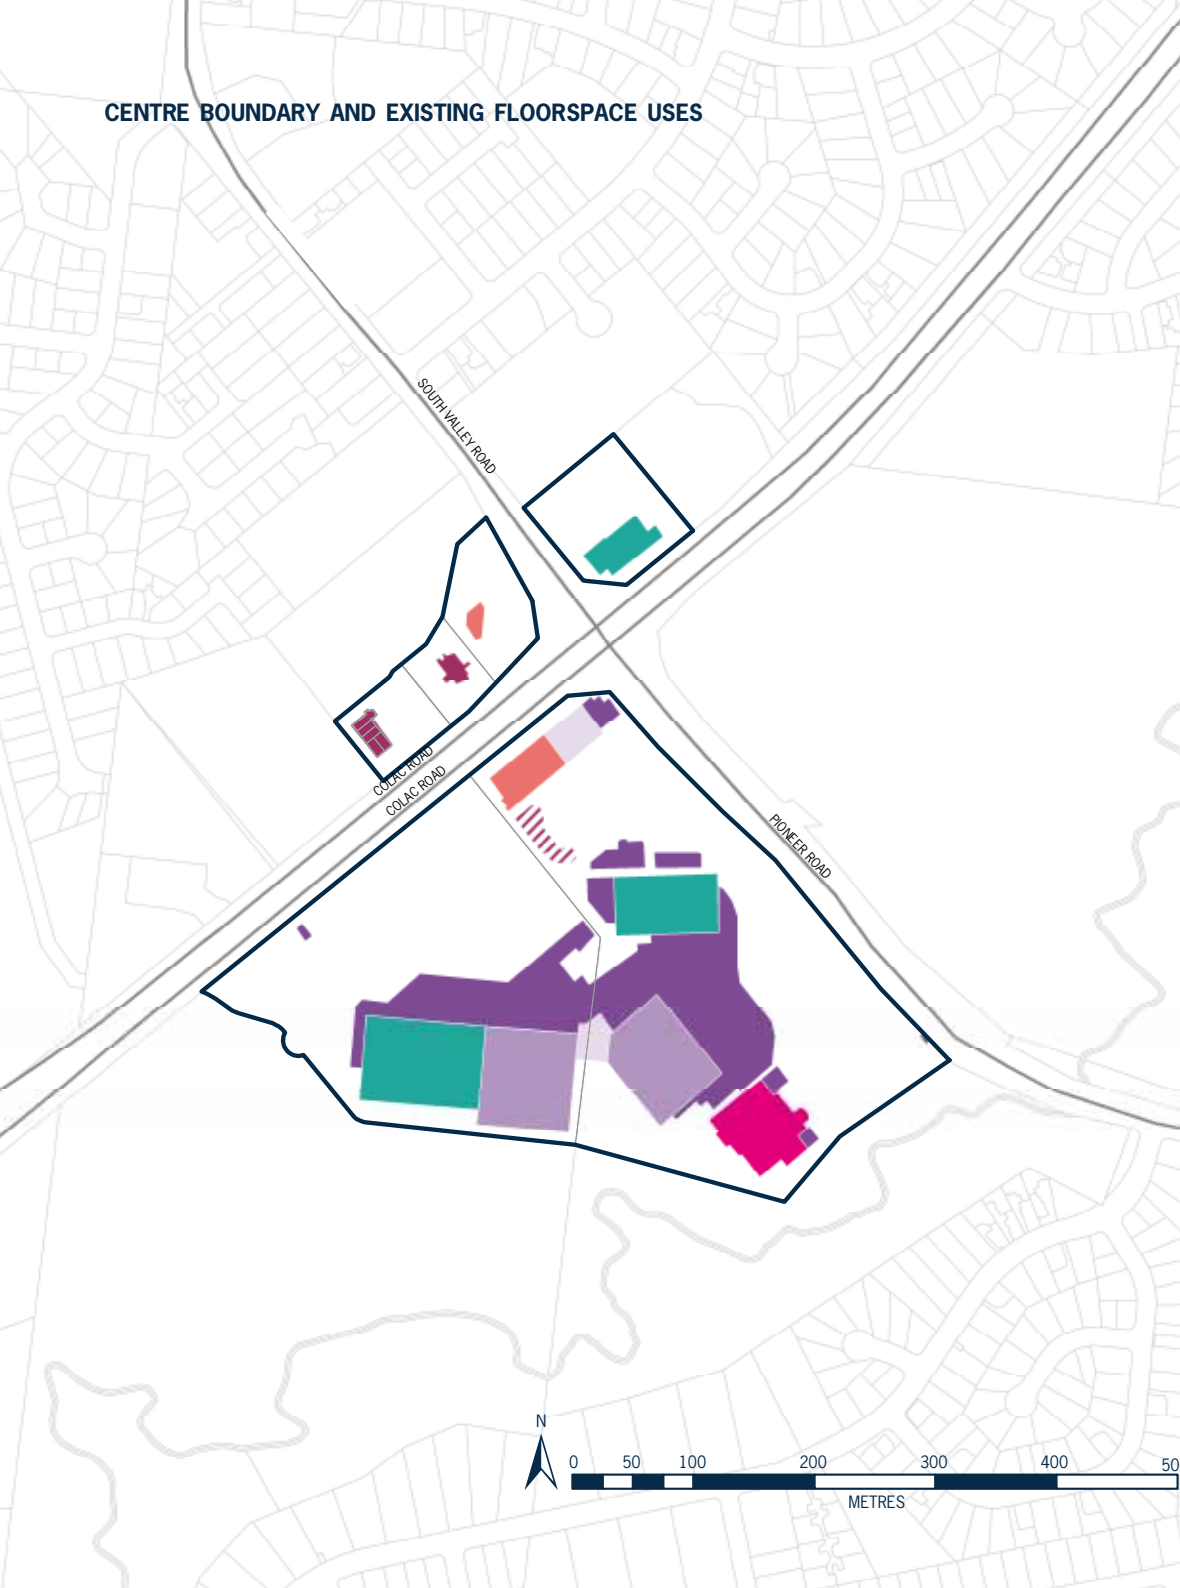 CENTRE BOUNDARY AND EXISTING FLOORSPACE USES
SOUTH VALLEY ROAD
COLAC ROAD
COLAC ROAD
PIONEER ROAD
N
0 50 100 200 300 400 50
METRES